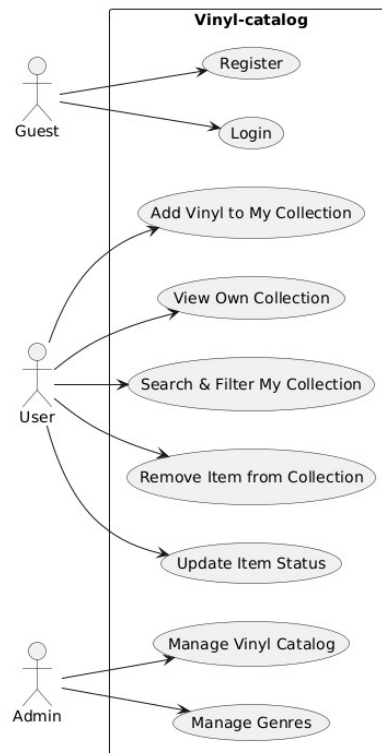 Vinyl-catalog
Register
Guest
Login
Add Vinyl to My Collection
View Own Collection
Search & Filter My Collection
User
Remove Item from Collection
Update Item Status
Manage Vinyl Catalog
Admin
Manage Genres